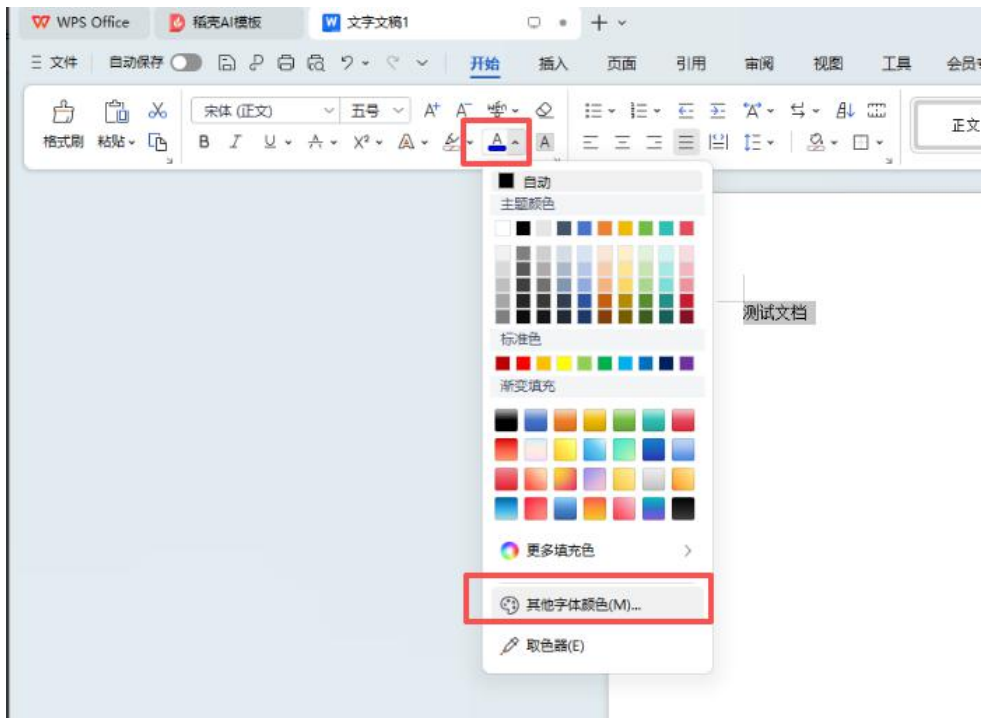 WPS Office 稻壳AI模板 文字文稿1
文件 自动保存 开始 插入 页面 引用 审阅 视图 工具
宋体 (正文) 五号 A+ A-
格式刷 粘贴 B I U A X² A A A 正文
自动
主题颜色
测试文档
标准色
渐变填充
更多填充色
其他字体颜色(M)...
取色器(E)